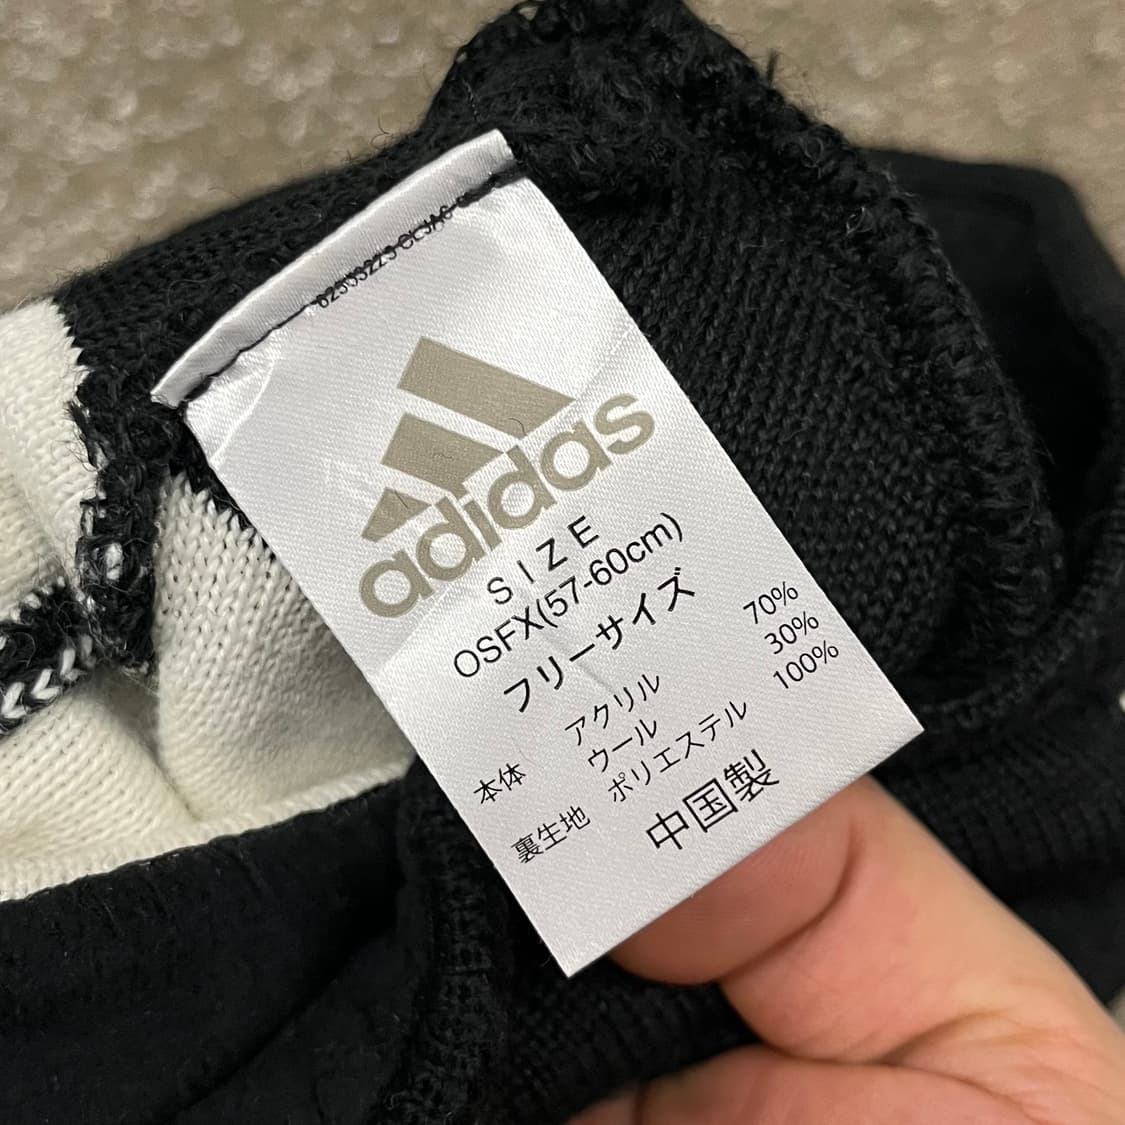 adidas
SIZE
OSFX(57-60cm)
フリーサイズ
本体 アクリル 70%
ウール 30%
裏生地 ポリエステル 100%
中国製